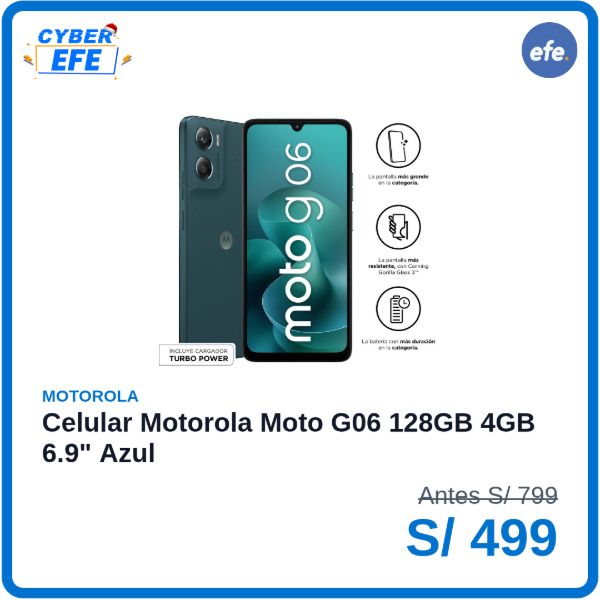 CYBER
EFE
efe.
moto g06
La pantalla más grande
en la categoría.
La pantalla más
resistente, con Corning
Gorilla Glass 3™
La batería con más duración
en la categoría.
INCLUYE CARGADOR
TURBO POWER
MOTOROLA
Celular Motorola Moto G06 128GB 4GB
6.9" Azul
Antes S/ 799
S/ 499